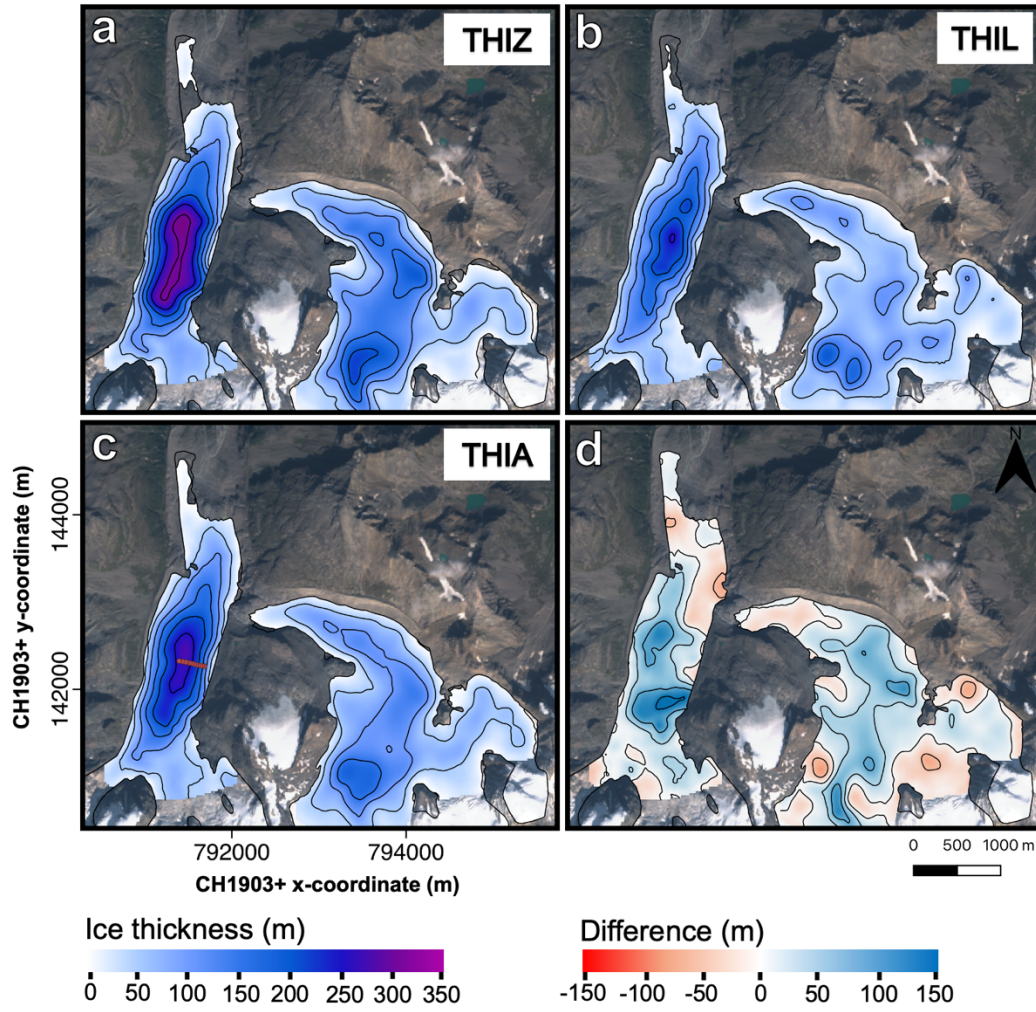 a
THIZ
b
THIL
c
THIA
d
N
CH1903+ y-coordinate (m)
144000
142000
792000
794000
CH1903+ x-coordinate (m)
0 500 1000 m
Ice thickness (m)
0 50 100 150 200 250 300 350
Difference (m)
-150 -100 -50 0 50 100 150